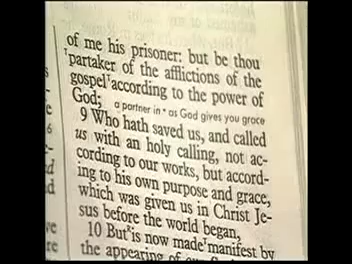 of me his prisoner: but be thou
partaker of the afflictions of the
gospel according to the power of
God; a partner in * as God gives you grace
9 Who hath saved us, and called
us with an holy calling, not ac-
cording to our works, but accord-
ing to his own purpose and grace,
which was given us in Christ Je-
sus before the world began,
10 But is now made manifest by
the appearing of